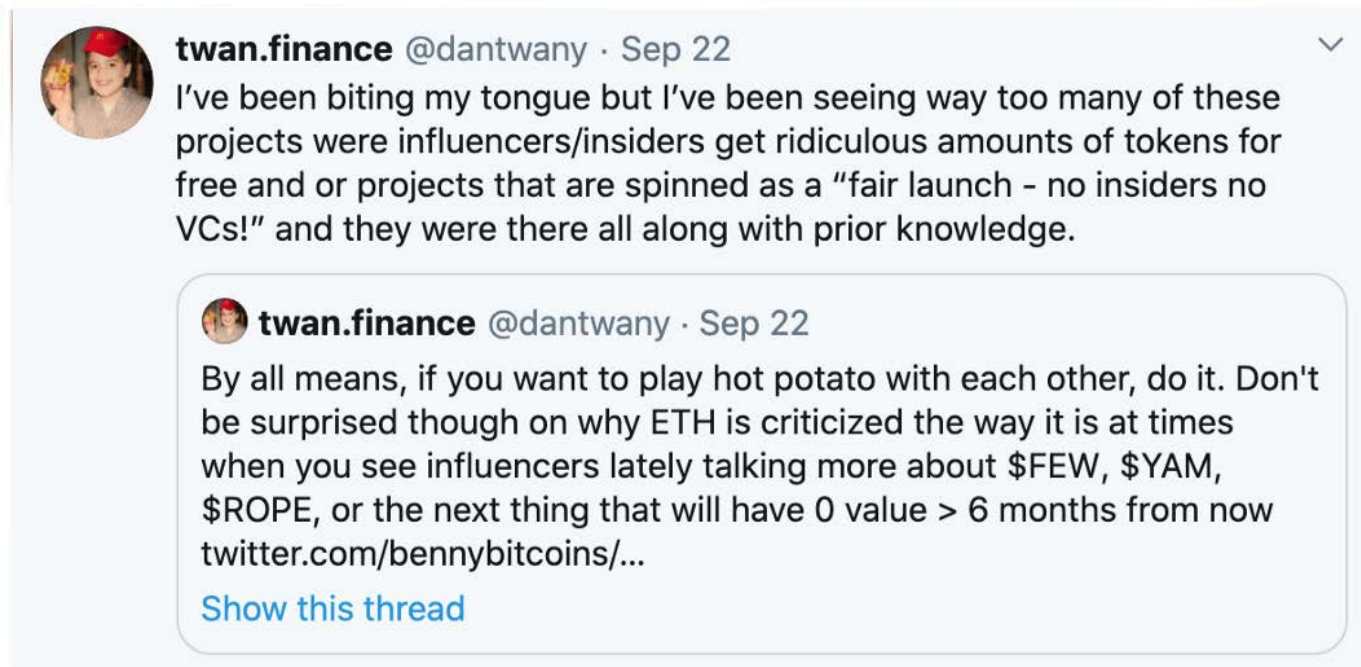 twan.finance @dantwany · Sep 22
I’ve been biting my tongue but I’ve been seeing way too many of these
projects were influencers/insiders get ridiculous amounts of tokens for
free and or projects that are spinned as a “fair launch - no insiders no
VCs!” and they were there all along with prior knowledge.
twan.finance @dantwany · Sep 22
By all means, if you want to play hot potato with each other, do it. Don't
be surprised though on why ETH is criticized the way it is at times
when you see influencers lately talking more about $FEW, $YAM,
$ROPE, or the next thing that will have 0 value > 6 months from now
twitter.com/bennybitcoins/...
Show this thread